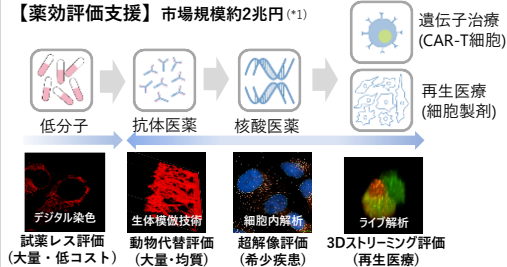 【薬効評価支援】 市場規模約2兆円(*1)
遺伝子治療
(CAR-T細胞)
再生医療
(細胞製剤)
低分子
抗体医薬
核酸医薬
デジタル染色
生体模倣技術
細胞内解析
ライブ解析
試薬レス評価
(大量・低コスト)
動物代替評価
(大量・均質)
超解像評価
(希少疾患)
3Dストリーミング評価
(再生医療)